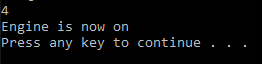 4
Engine is now on
Press any key to continue . . .